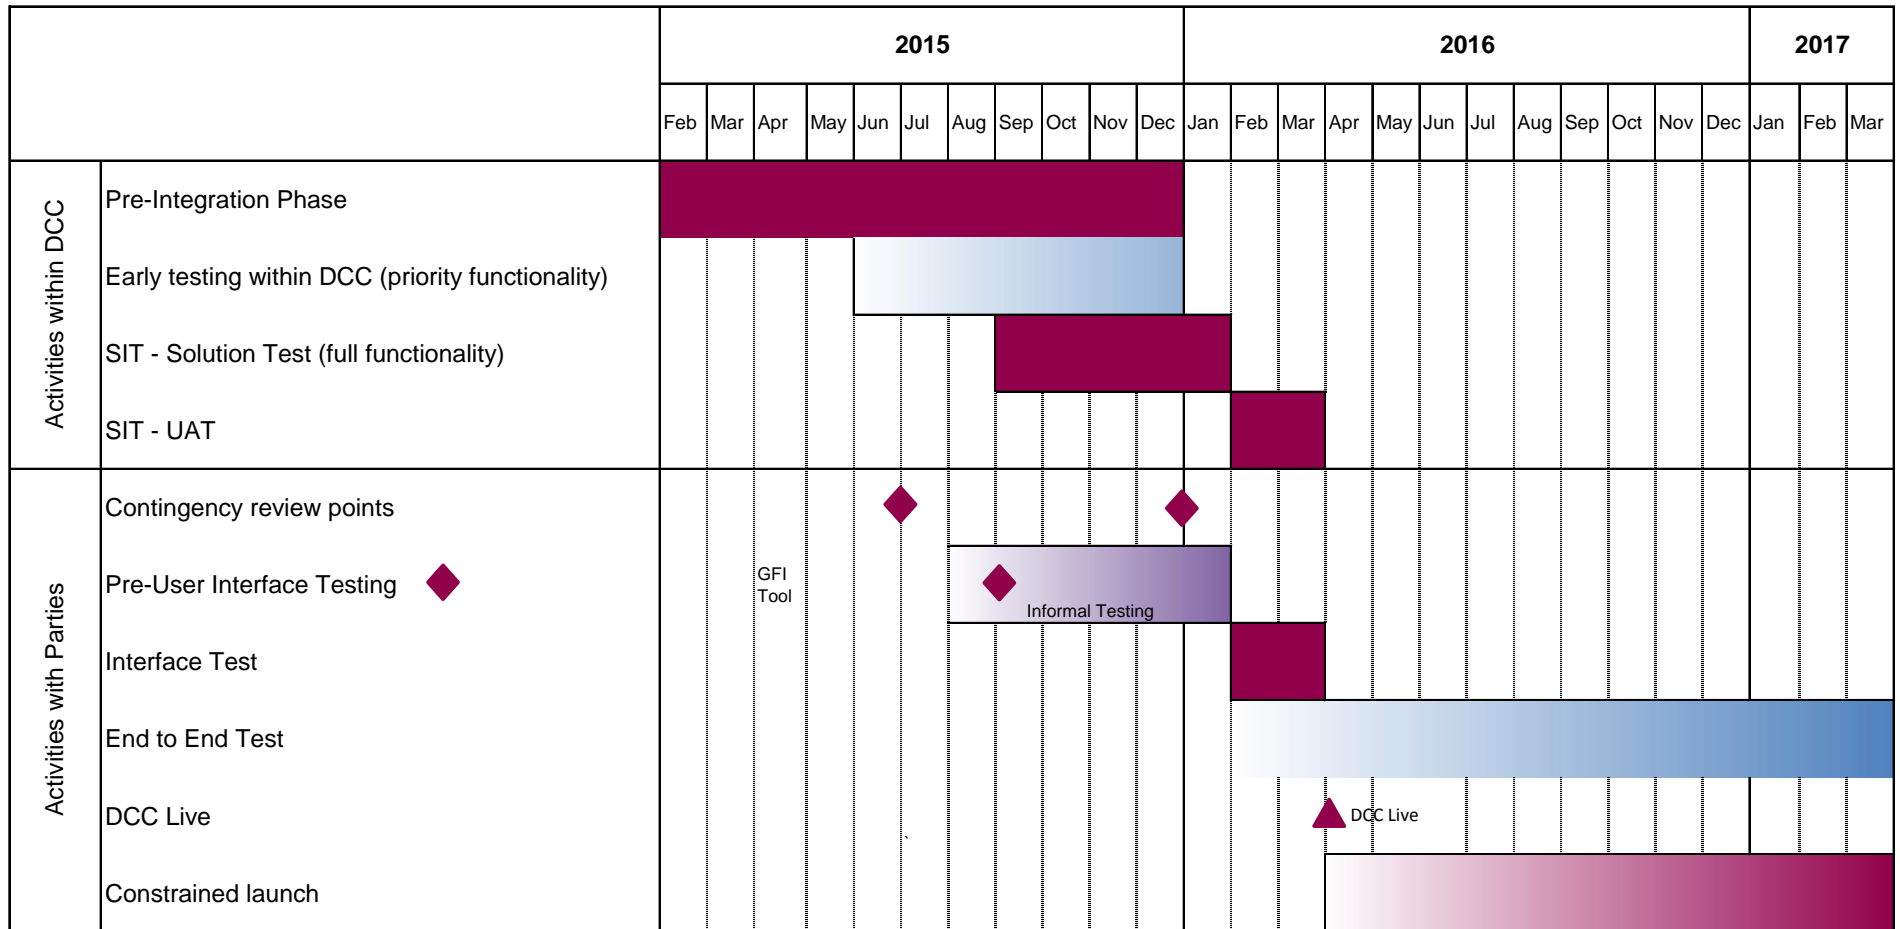 2015 2016 2017
Feb Mar Apr May Jun Jul Aug Sep Oct Nov Dec Jan Feb Mar Apr May Jun Jul Aug Sep Oct Nov Dec Jan Feb Mar
Activities within DCC
Pre-Integration Phase
Early testing within DCC (priority functionality)
SIT - Solution Test (full functionality)
SIT - UAT
Activities with Parties
Contingency review points
Pre-User Interface Testing
GFI
Tool
Informal Testing
Interface Test
End to End Test
DCC Live
DCC Live
`
Constrained launch